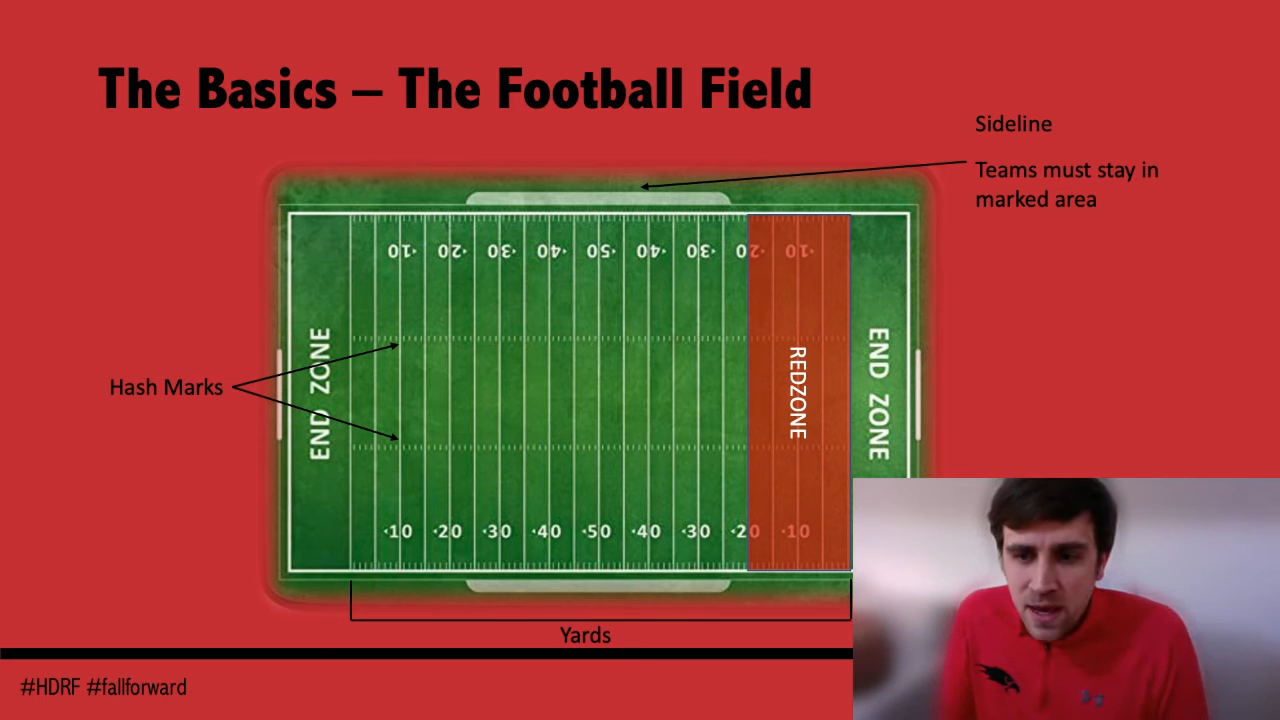 The Basics – The Football Field
Sideline
Teams must stay in
marked area
10 20 30 40 50 40 30 20 10
END ZONE
Hash Marks
REDZONE
END ZONE
10 20 30 40 50 40 30 20 10
Yards
#HDRF #fallforward